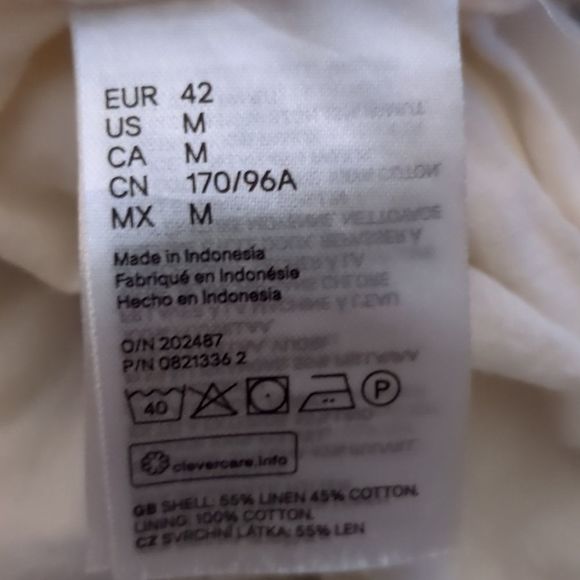 EUR 42
US M
CA M
CN 170/96A
MX M
Made in Indonesia
Fabriqué en Indonésie
Hecho en Indonesia
O/N 202487
P/N 0821336 2
40 P
clevercare.info
GB SHELL: 55% LINEN 45% COTTON.
LINING: 100% COTTON.
CZ SVRCHNÍ LÁTKA: 55% LEN